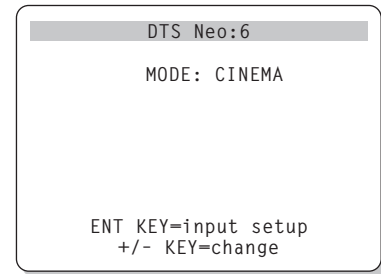 DTS Neo:6
MODE: CINEMA
ENT KEY=input setup
+/- KEY=change